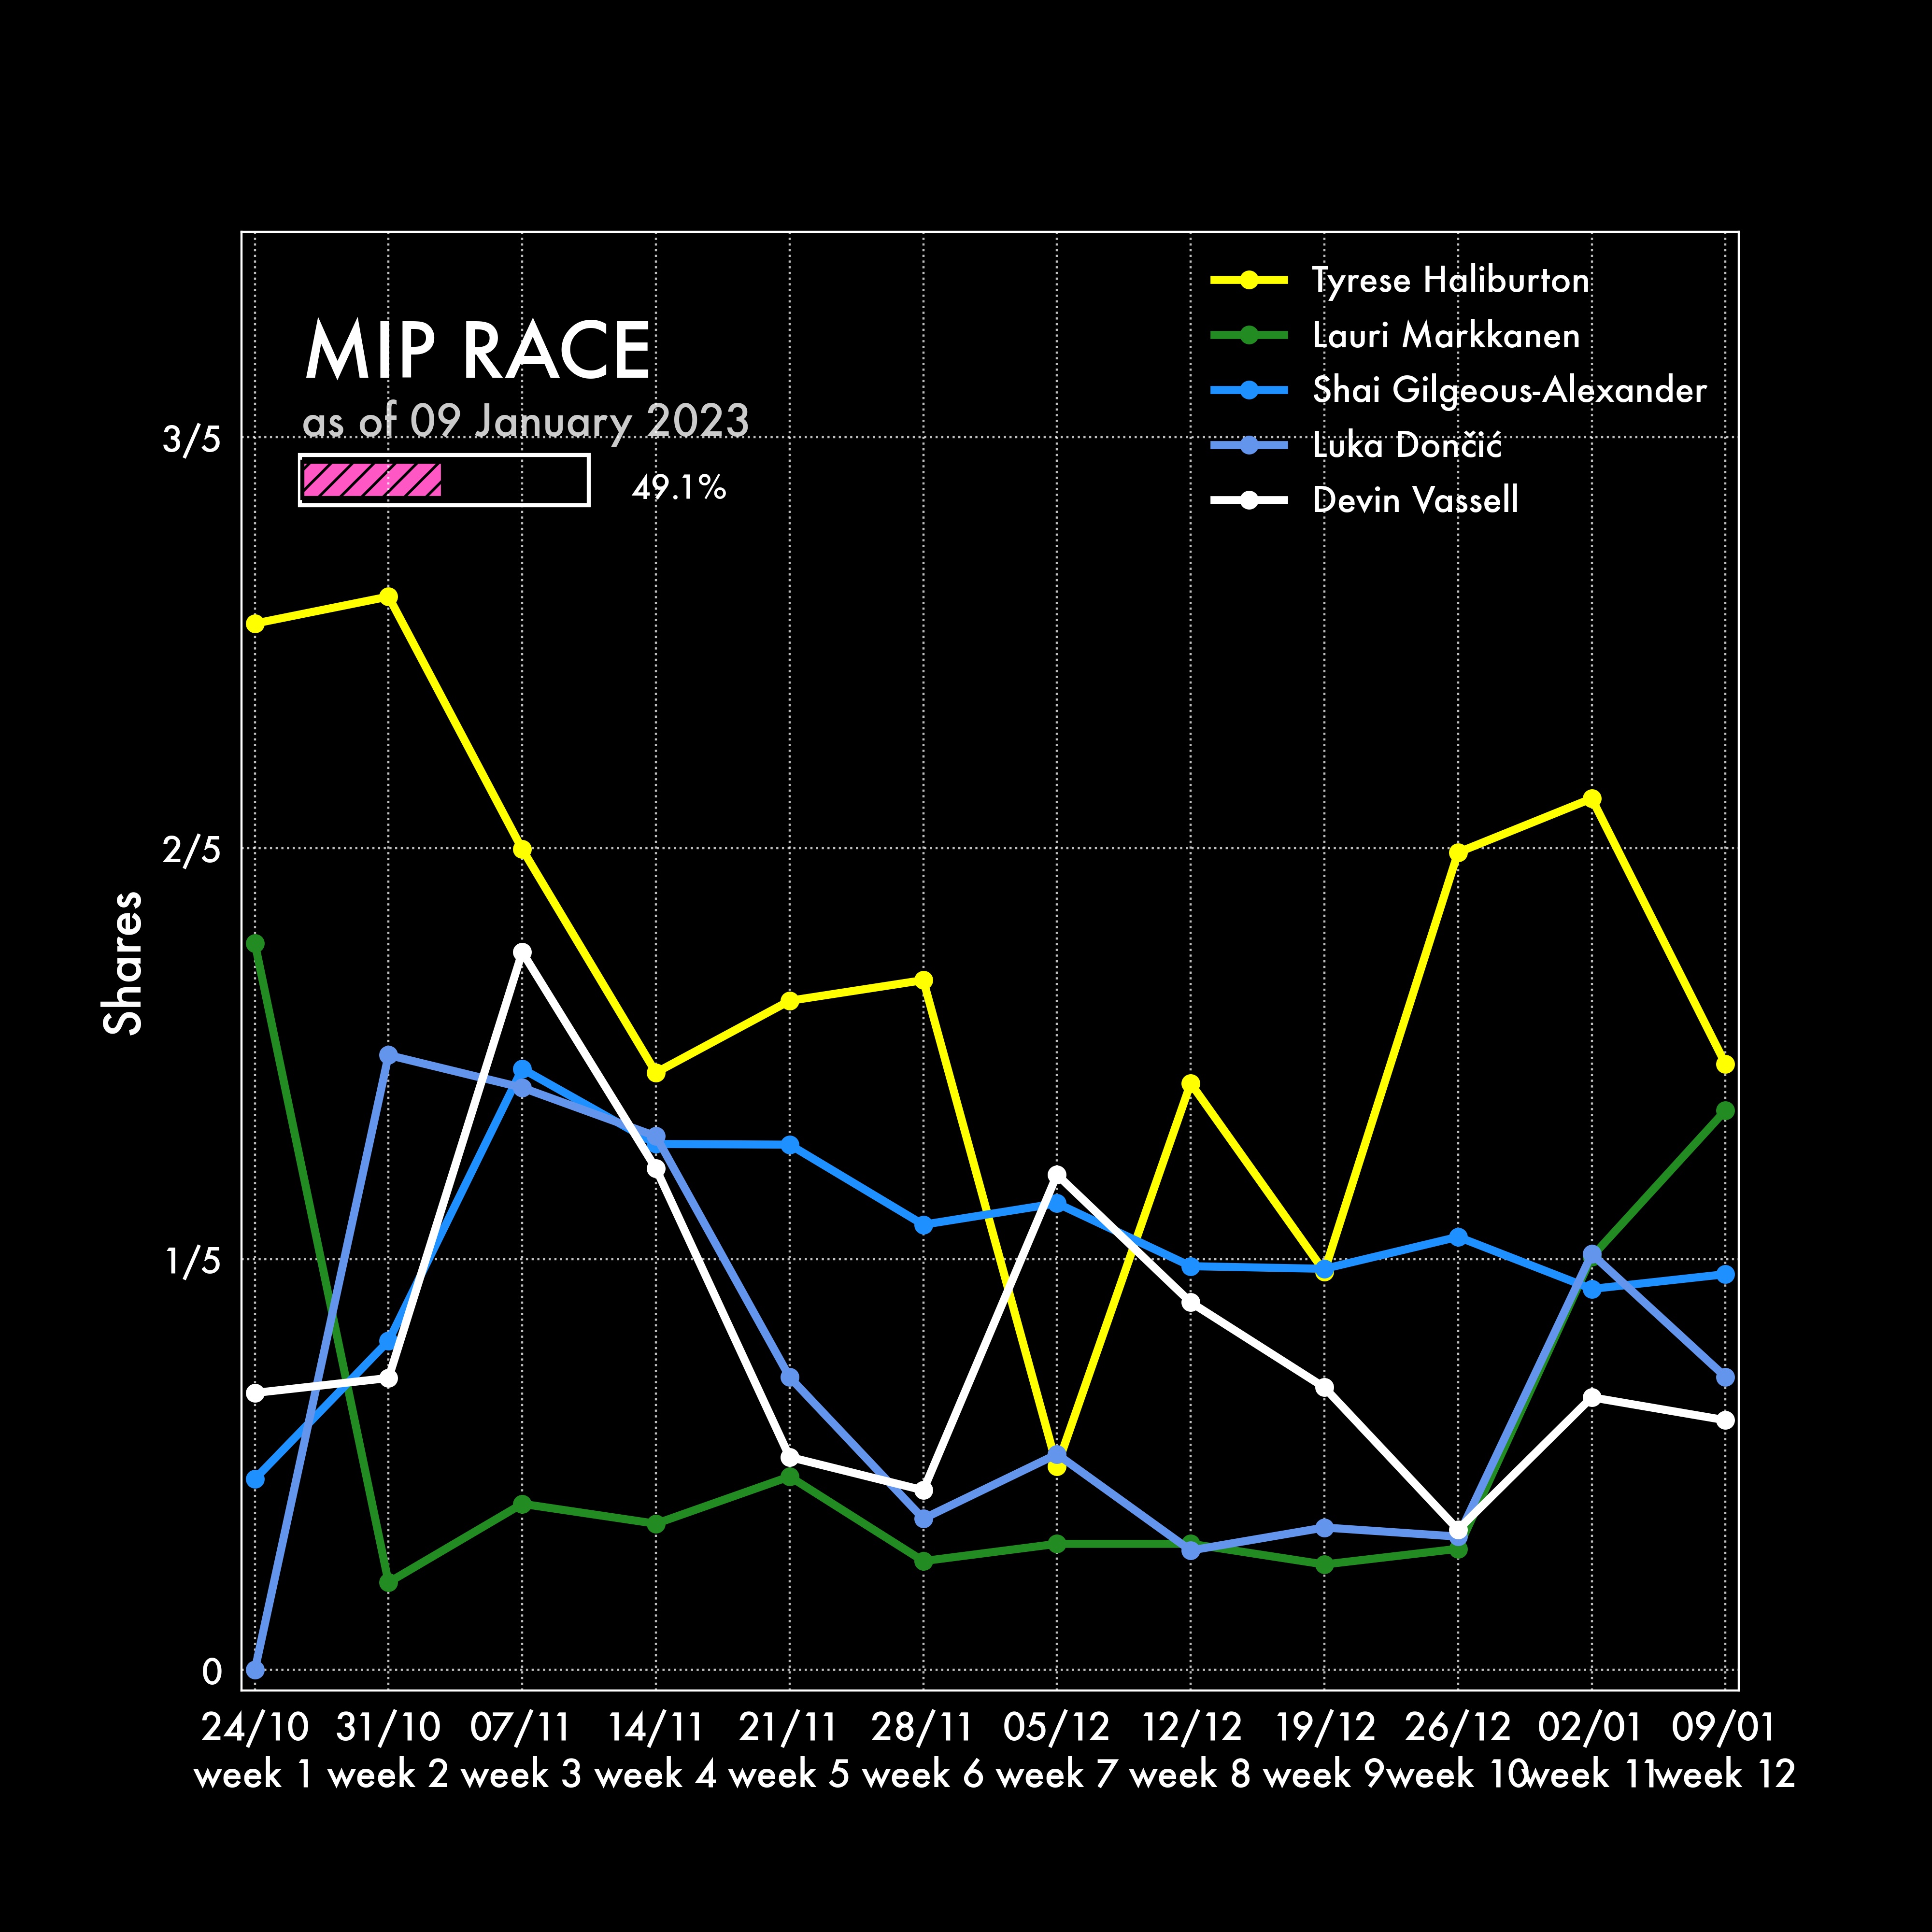 MIP RACE
as of 09 January 2023
49.1%
Tyrese Haliburton
Lauri Markkanen
Shai Gilgeous-Alexander
Luka Dončić
Devin Vassell
Shares
3/5
2/5
1/5
0
24/10 31/10 07/11 14/11 21/11 28/11 05/12 12/12 19/12 26/12 02/01 09/01
week 1 week 2 week 3 week 4 week 5 week 6 week 7 week 8 week 9 week 10 week 11 week 12